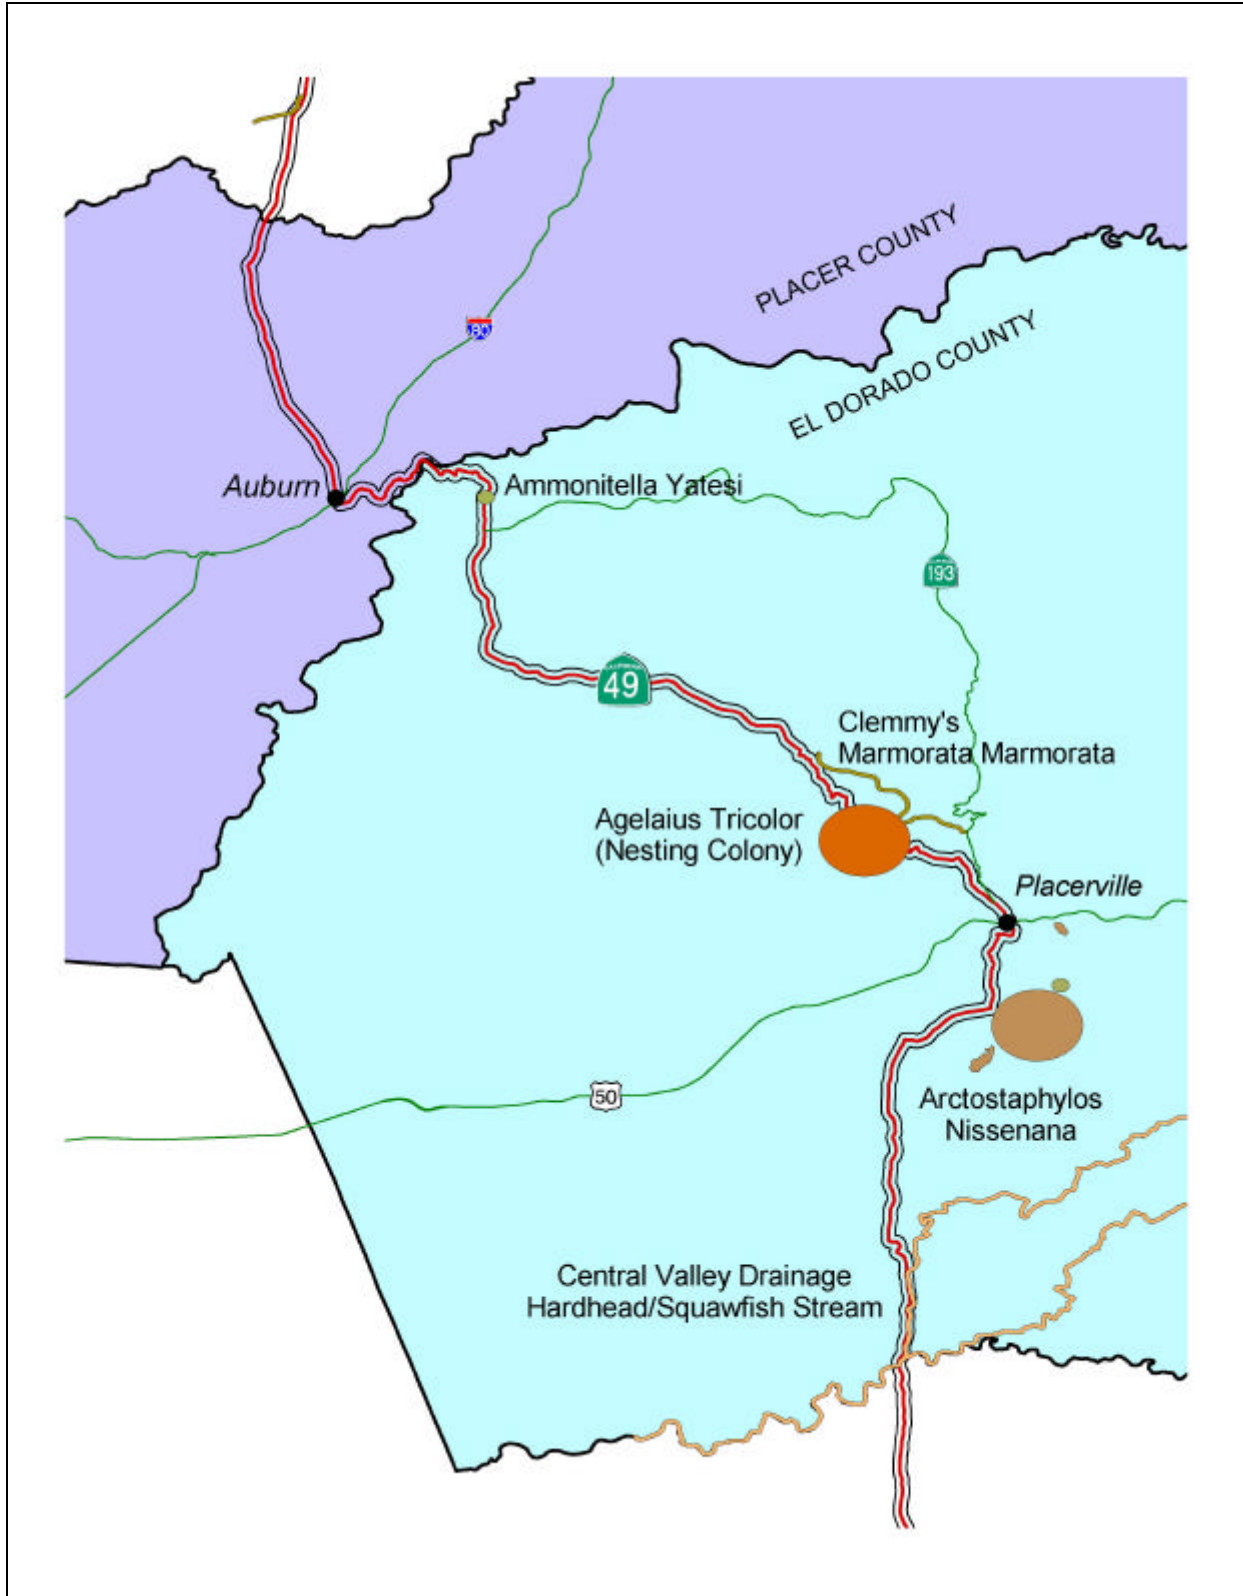 PLACER COUNTY
80
EL DORADO COUNTY
Auburn
Ammonitella Yatesi
193
49
Clemmy's
Marmorata Marmorata
Agelaius Tricolor
(Nesting Colony)
Placerville
50
Arctostaphylos
Nissenana
Central Valley Drainage
Hardhead/Squawfish Stream